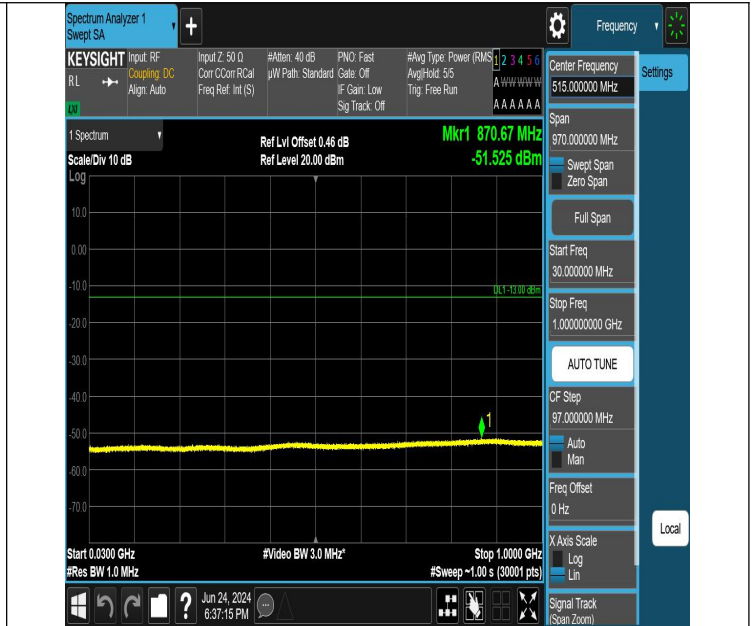 Spectrum Analyzer 1
Swept SA
Frequency
KEYSIGHT
RL
Input: RF
Coupling: DC
Align: Auto
Input Z: 50 Ω
Corr CCorr RCal
Freq Ref: Int (S)
#Atten: 40 dB
µW Path: Standard
PNO: Fast
Gate: Off
IF Gain: Low
Sig Track: Off
#Avg Type: Power (RMS
Avg|Hold: 5/5
Trig: Free Run
1 2 3 4 5 6
A W W W W W
A A A A A A
1 Spectrum
Scale/Div 10 dB
Log
Ref Lvl Offset 0.46 dB
Ref Level 20.00 dBm
Mkr1 870.67 MHz
-51.525 dBm
10.0
0.00
-10.0
DL1 -13.00 dBm
-20.0
-30.0
-40.0
1
-50.0
-60.0
-70.0
Start 0.0300 GHz
#Res BW 1.0 MHz
#Video BW 3.0 MHz*
Stop 1.0000 GHz
#Sweep ~1.00 s (30001 pts)
Jun 24, 2024
6:37:15 PM
Center Frequency
515.000000 MHz
Span
970.000000 MHz
Swept Span
Zero Span
Full Span
Start Freq
30.000000 MHz
Stop Freq
1.000000000 GHz
AUTO TUNE
CF Step
97.000000 MHz
Auto
Man
Freq Offset
0 Hz
X Axis Scale
Log
Lin
Signal Track
(Span Zoom)
Settings
Local